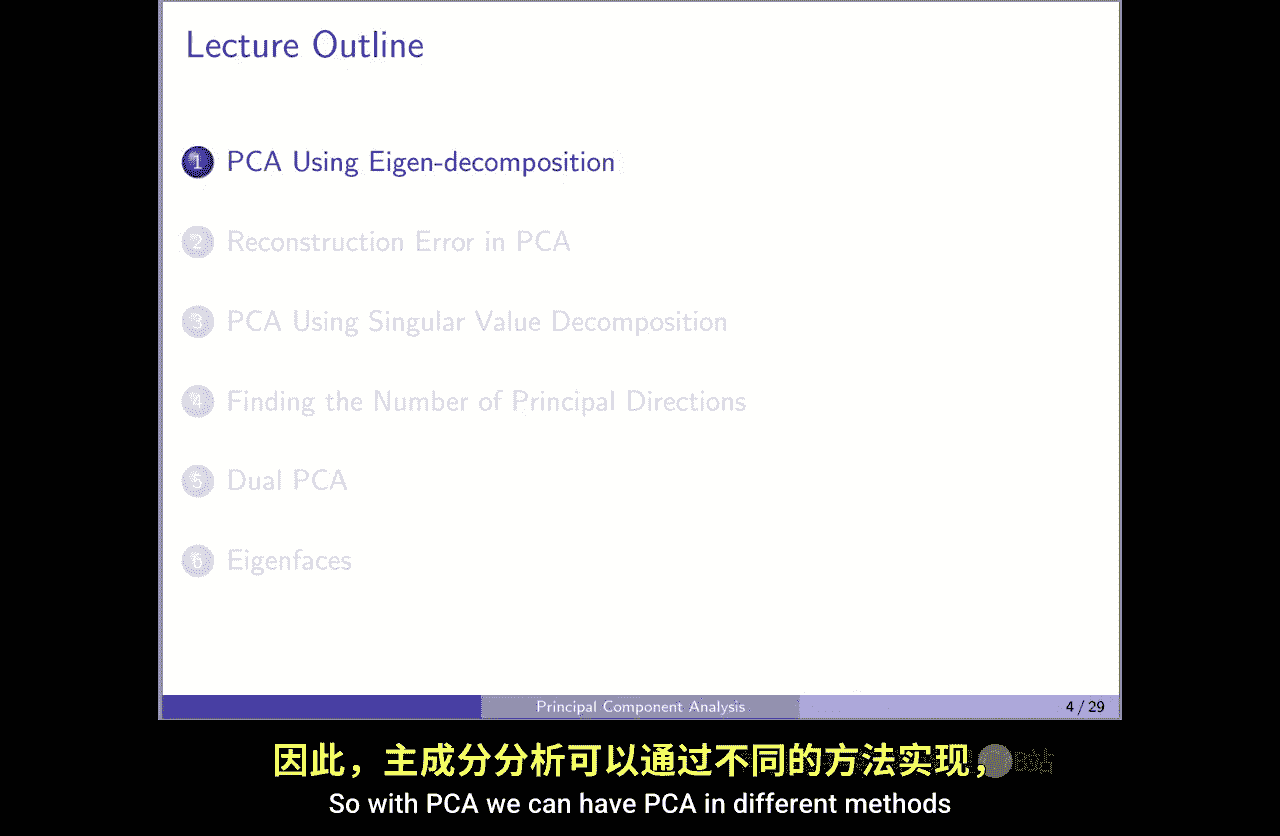 Lecture Outline
1 PCA Using Eigen-decomposition
2 Reconstruction Error in PCA
3 PCA Using Singular Value Decomposition
4 Finding the Number of Principal Directions
5 Dual PCA
6 Eigenfaces
Principal Component Analysis
4 / 29
因此，主成分分析可以通过不同的方法实现，
B站
So with PCA we can have PCA in different methods